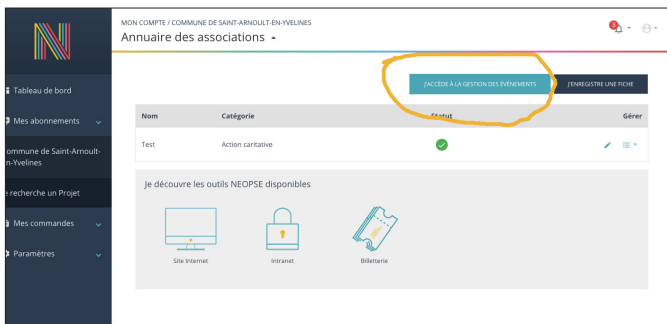 MON COMPTE / COMMUNE DE SAINT-ARNOULT-EN-YVELINES
Annuaire des associations
3
Tableau de bord
Mes abonnements
ommune de Saint-Arnoult-
n-Yvelines
e recherche un Projet
Mes commandes
Paramètres
J'ACCÈDE À LA GESTION DES ÉVÉNEMENTS
J'ENREGISTRE UNE FICHE
Nom Catégorie Statut Gérer
Test Action caritative
Je découvre les outils NEOPSE disponibles
Site Internet Intranet Billetterie